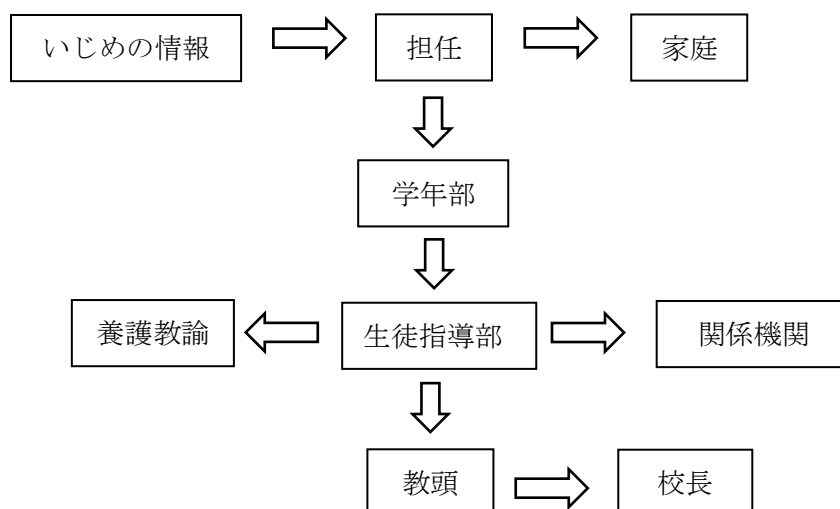 いじめの情報
担任
家庭
学年部
養護教諭
生徒指導部
関係機関
教頭
校長